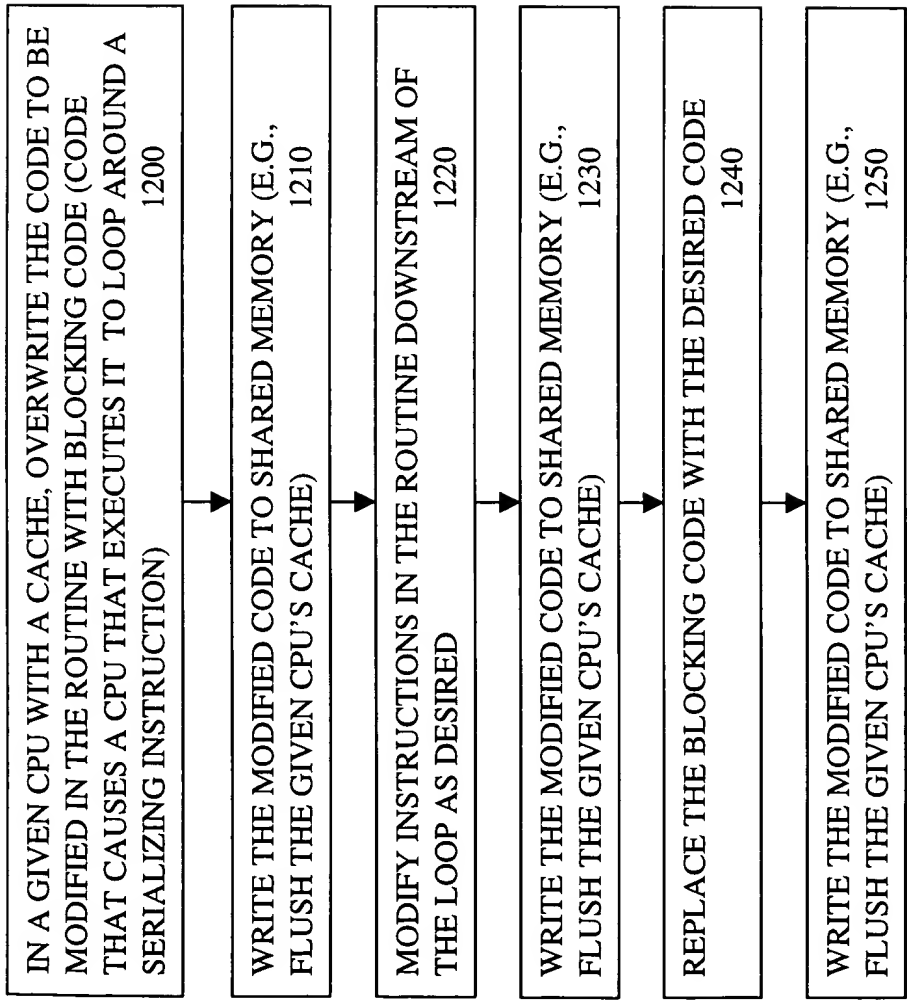 IN A GIVEN CPU WITH A CACHE, OVERWRITE THE CODE TO BE
MODIFIED IN THE ROUTINE WITH BLOCKING CODE (CODE
THAT CAUSES A CPU THAT EXECUTES IT TO LOOP AROUND A
SERIALIZING INSTRUCTION) 1200
WRITE THE MODIFIED CODE TO SHARED MEMORY (E.G.,
FLUSH THE GIVEN CPU'S CACHE) 1210
MODIFY INSTRUCTIONS IN THE ROUTINE DOWNSTREAM OF
THE LOOP AS DESIRED 1220
WRITE THE MODIFIED CODE TO SHARED MEMORY (E.G.,
FLUSH THE GIVEN CPU'S CACHE) 1230
REPLACE THE BLOCKING CODE WITH THE DESIRED CODE
1240
WRITE THE MODIFIED CODE TO SHARED MEMORY (E.G.,
FLUSH THE GIVEN CPU'S CACHE) 1250